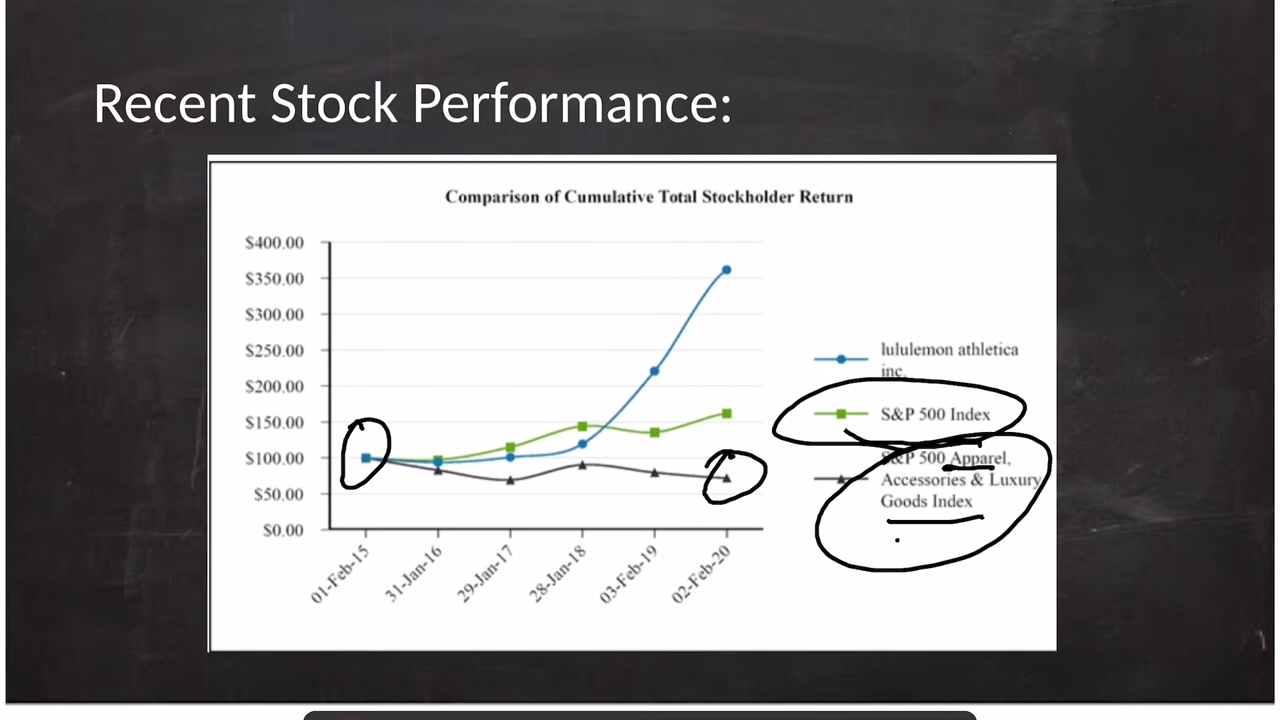 Recent Stock Performance:
Comparison of Cumulative Total Stockholder Return
$400.00
$350.00
$300.00
$250.00
$200.00
$150.00
$100.00
$50.00
$0.00
01-Feb-15
31-Jan-16
29-Jan-17
28-Jan-18
03-Feb-19
02-Feb-20
lululemon athletica
inc.
S&P 500 Index
S&P 500 Apparel,
Accessories & Luxury
Goods Index